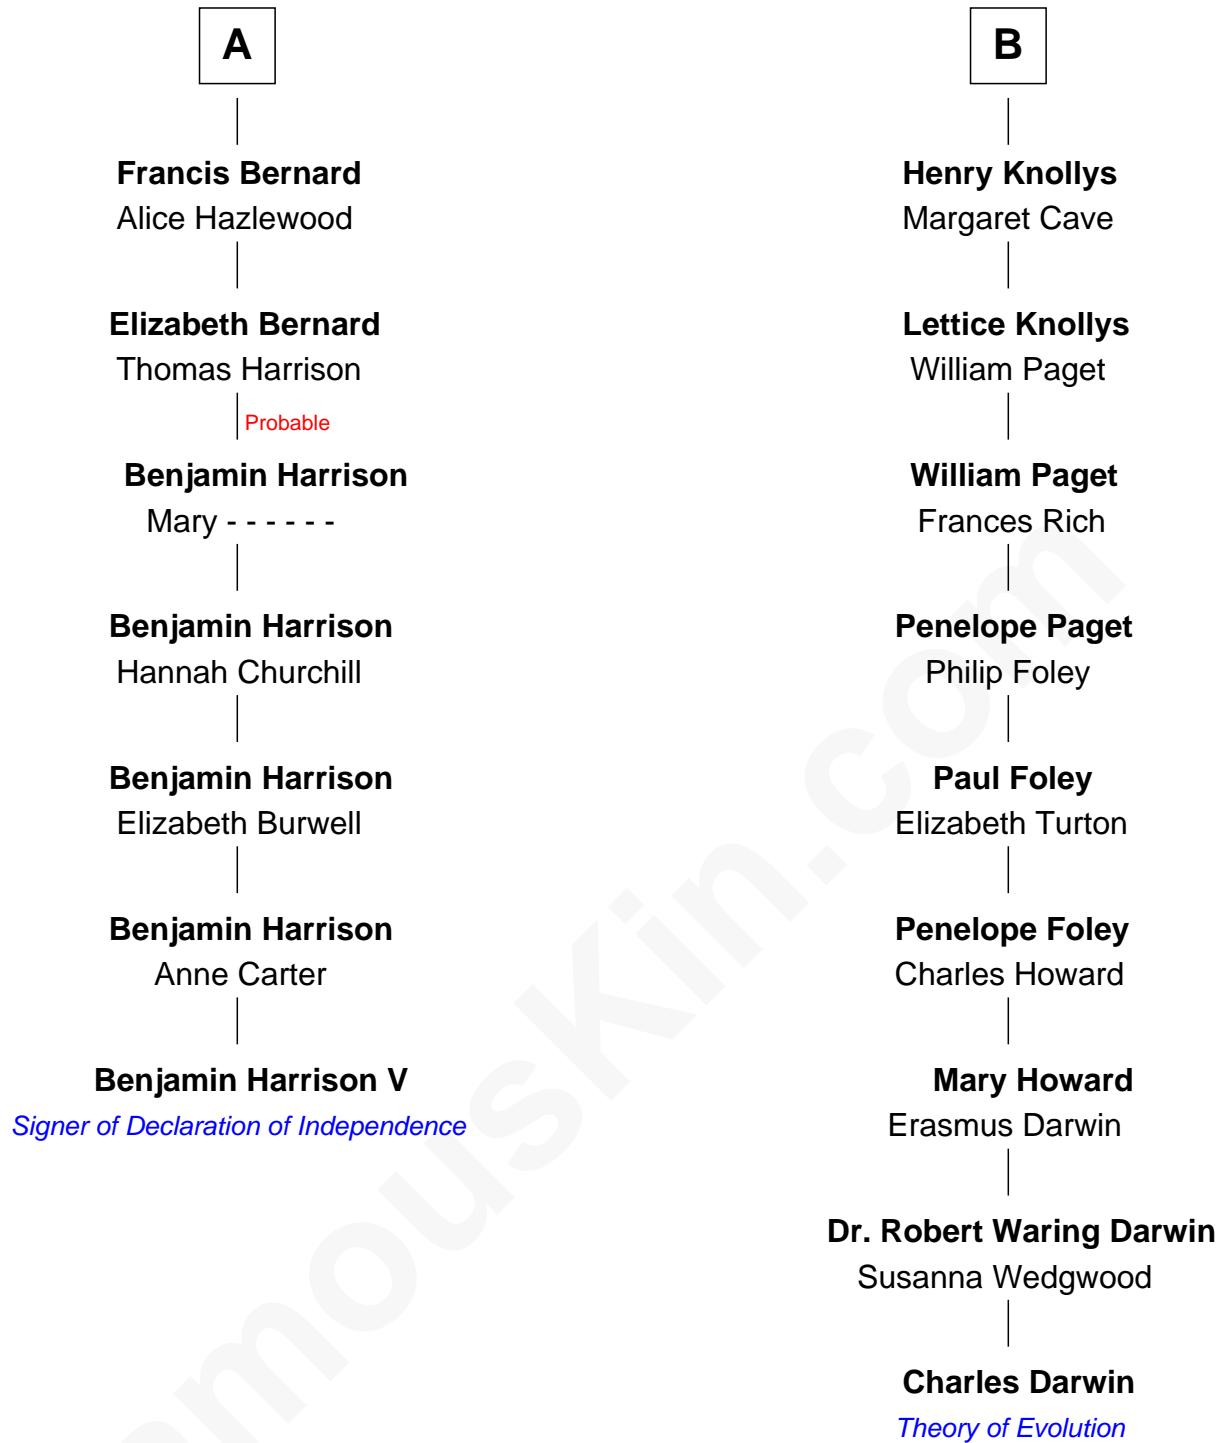 A
Francis Bernard
Alice Hazlewood
Elizabeth Bernard
Thomas Harrison
Probable
Benjamin Harrison
Mary - - - - - -
Benjamin Harrison
Hannah Churchill
Benjamin Harrison
Elizabeth Burwell
Benjamin Harrison
Anne Carter
Benjamin Harrison V
Signer of Declaration of Independence
B
Henry Knollys
Margaret Cave
Lettice Knollys
William Paget
William Paget
Frances Rich
Penelope Paget
Philip Foley
Paul Foley
Elizabeth Turton
Penelope Foley
Charles Howard
Mary Howard
Erasmus Darwin
Dr. Robert Waring Darwin
Susanna Wedgwood
Charles Darwin
Theory of Evolution
amouskin.com